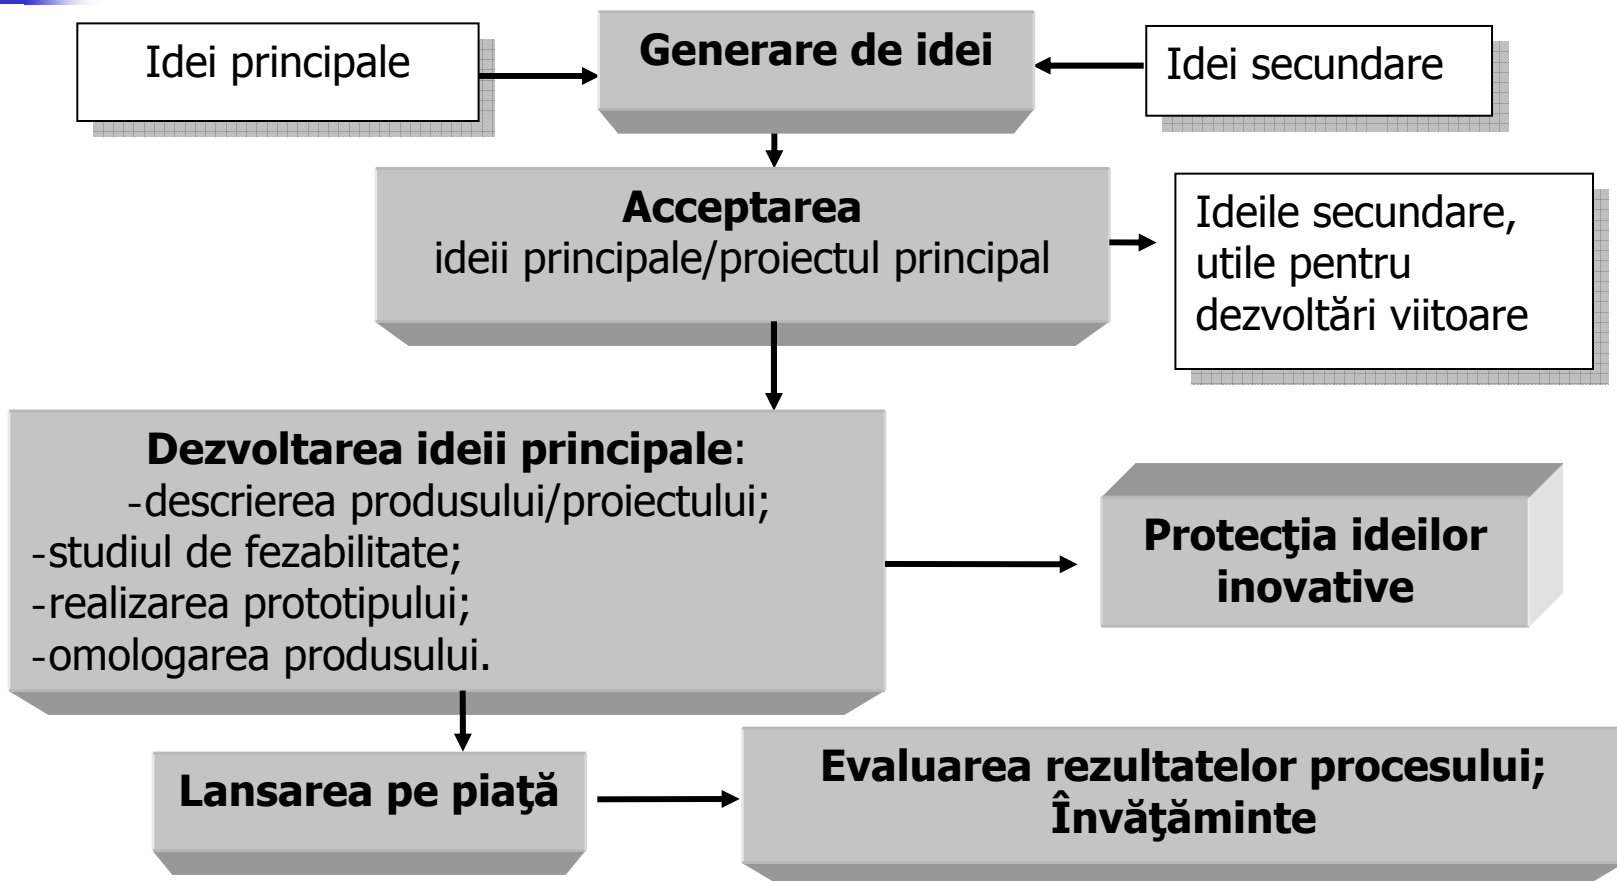 Idei principale
Generare de idei
Idei secundare
Acceptarea
ideii principale/proiectul principal
Ideile secundare,
utile pentru
dezvoltări viitoare
Dezvoltarea ideii principale:
-descrierea produsului/proiectului;
-studiul de fezabilitate;
-realizarea prototipului;
-omologarea produsului.
Protecţia ideilor
inovative
Lansarea pe piaţă
Evaluarea rezultatelor procesului;
Învăţăminte